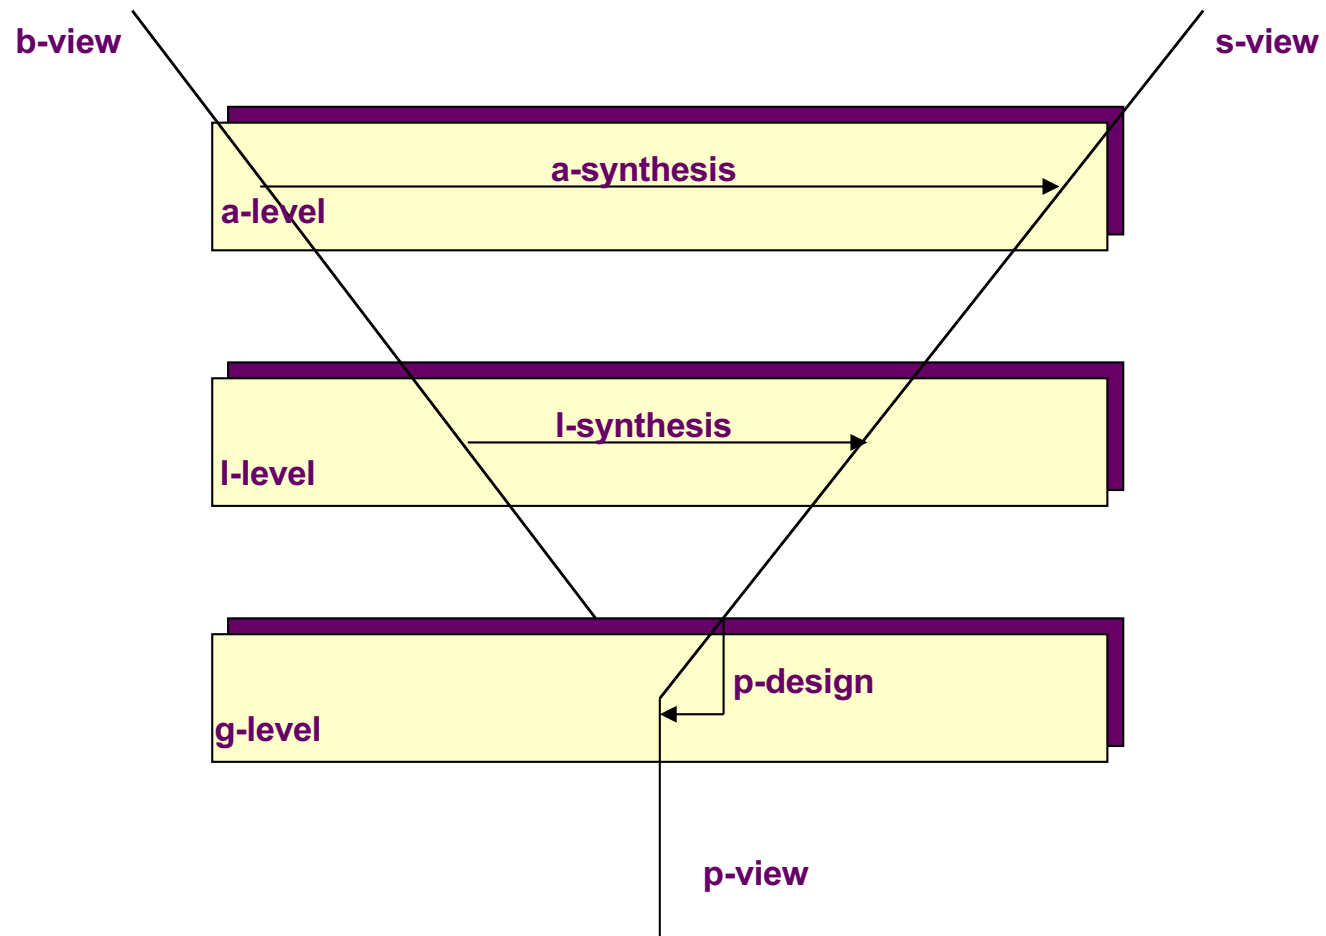 b-view
s-view
a-synthesis
a-level
l-synthesis
l-level
p-design
g-level
p-view